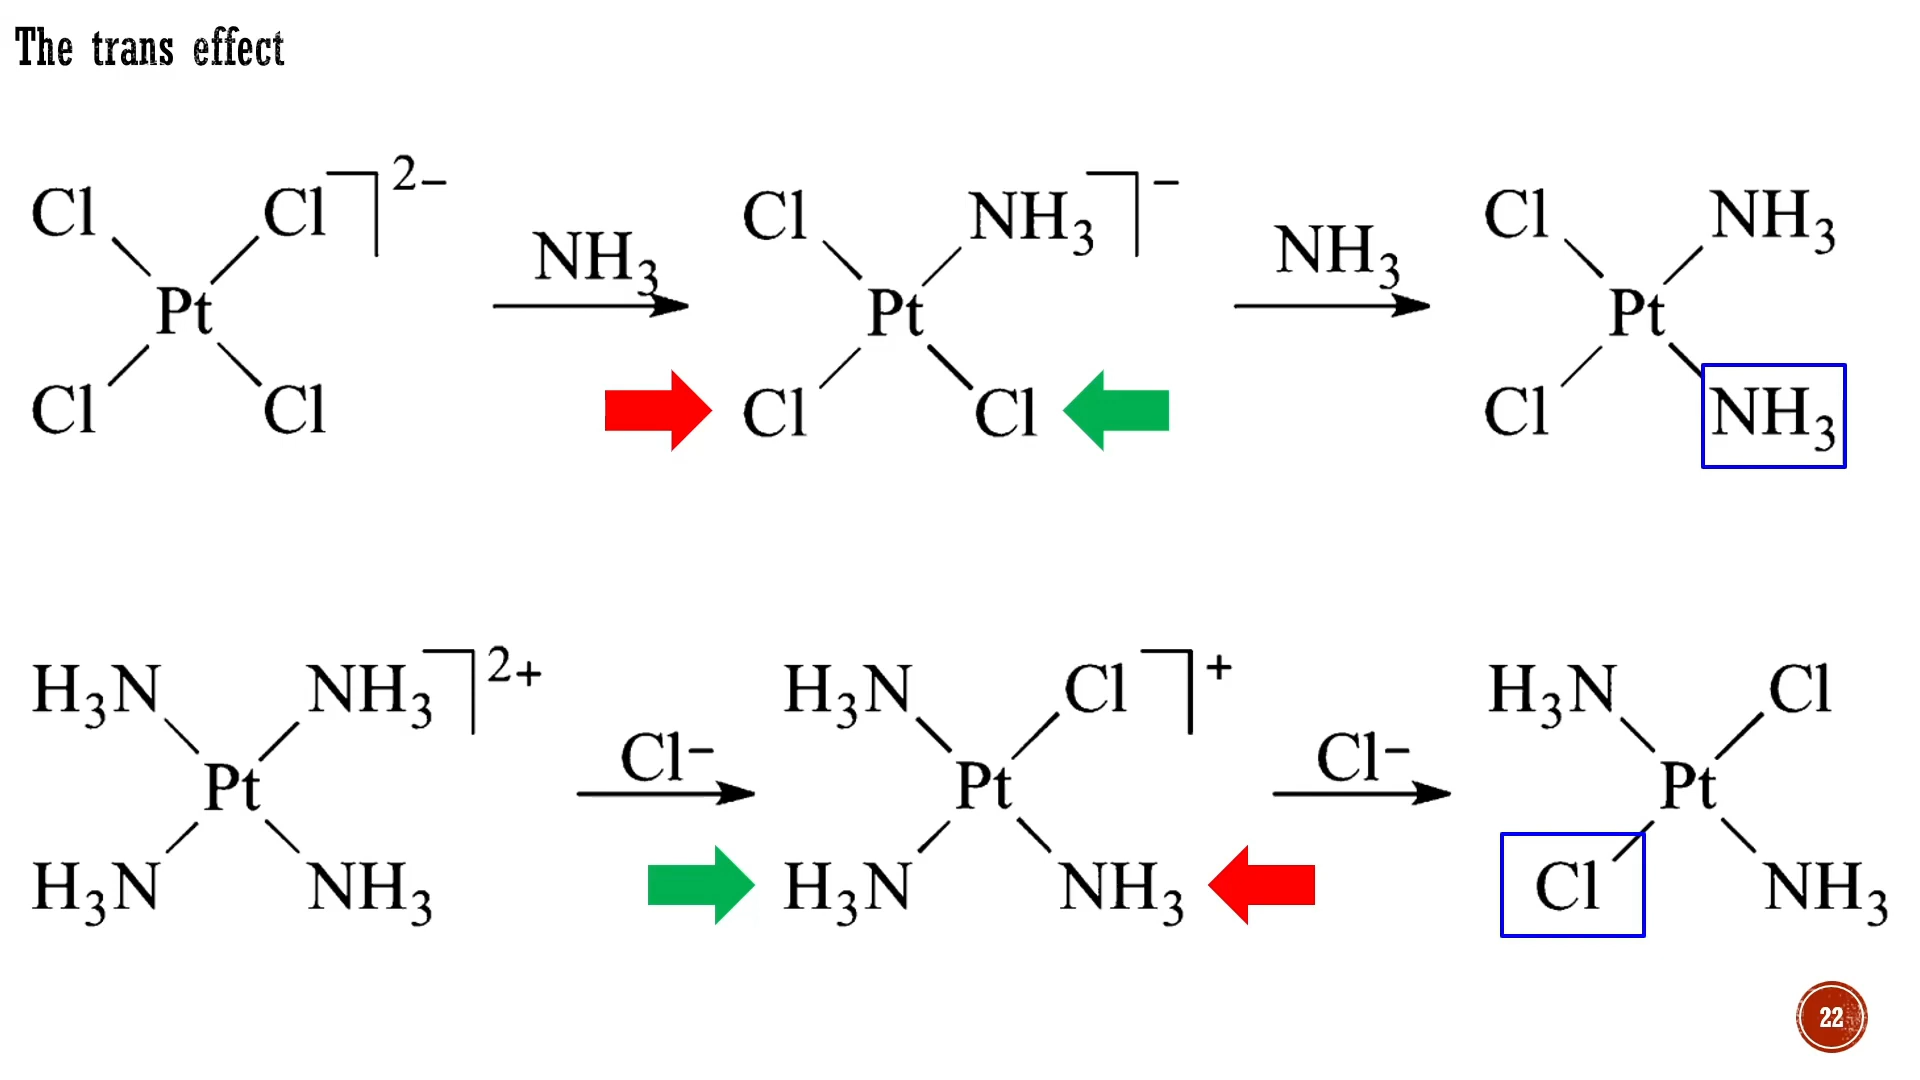 The trans effect
Cl Cl 2− Cl NH3 − Cl NH3
NH3 NH3
Pt Pt Pt
Cl Cl Cl Cl Cl NH3
H3N NH3 2+ H3N Cl + H3N Cl
Cl− Cl−
Pt Pt Pt
H3N NH3 H3N NH3 Cl NH3
22